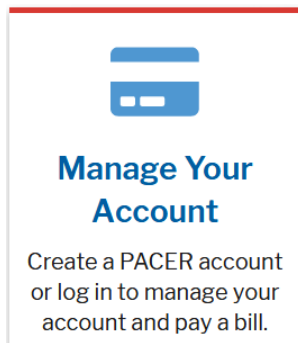 Manage Your
Account
Create a PACER account
or log in to manage your
account and pay a bill.